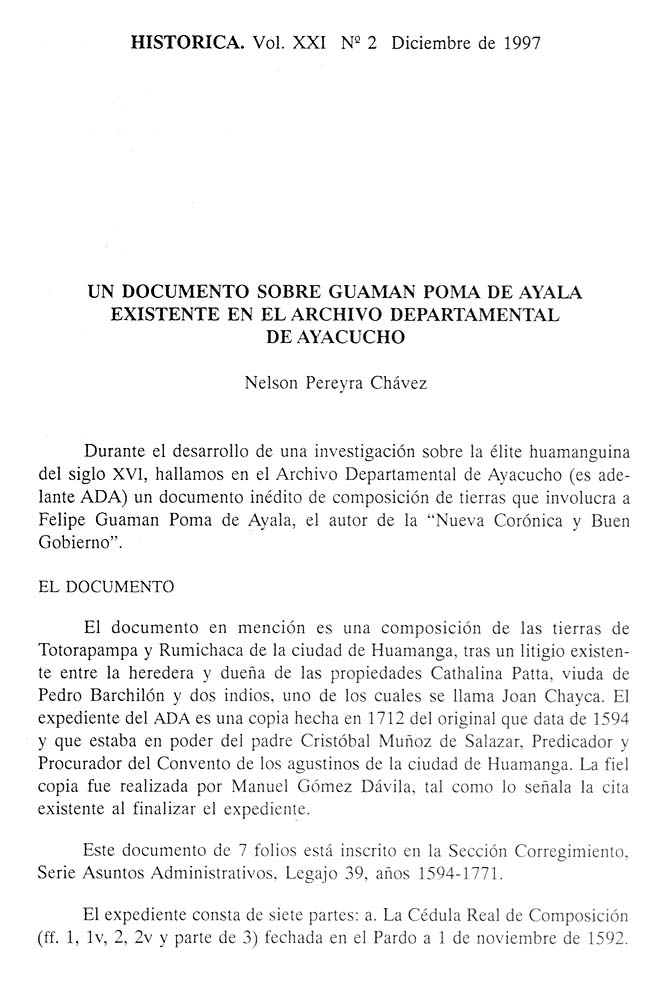 HISTORICA. Vol. XXI Nº 2 Diciembre de 1997
UN DOCUMENTO SOBRE GUAMAN POMA DE AYALA
EXISTENTE EN EL ARCHIVO DEPARTAMENTAL
DE AYACUCHO
Nelson Pereyra Chávez
Durante el desarrollo de una investigación sobre la élite huamanguina
del siglo XVI, hallamos en el Archivo Departamental de Ayacucho (es ade-
lante ADA) un documento inédito de composición de tierras que involucra a
Felipe Guaman Poma de Ayala, el autor de la “Nueva Corónica y Buen
Gobierno”.
EL DOCUMENTO
El documento en mención es una composición de las tierras de
Totorapampa y Rumichaca de la ciudad de Huamanga, tras un litigio existen-
te entre la heredera y dueña de las propiedades Cathalina Patta, viuda de
Pedro Barchilón y dos indios, uno de los cuales se llama Joan Chayca. El
expediente del ADA es una copia hecha en 1712 del original que data de 1594
y que estaba en poder del padre Cristóbal Muñoz de Salazar, Predicador y
Procurador del Convento de los agustinos de la ciudad de Huamanga. La fiel
copia fue realizada por Manuel Gómez Dávila, tal como lo señala la cita
existente al finalizar el expediente.
Este documento de 7 folios está inscrito en la Sección Corregimiento,
Serie Asuntos Administrativos, Legajo 39, años 1594-1771.
El expediente consta de siete partes: a. La Cédula Real de Composición
(ff. 1, 1v, 2, 2v y parte de 3) fechada en el Pardo a 1 de noviembre de 1592.